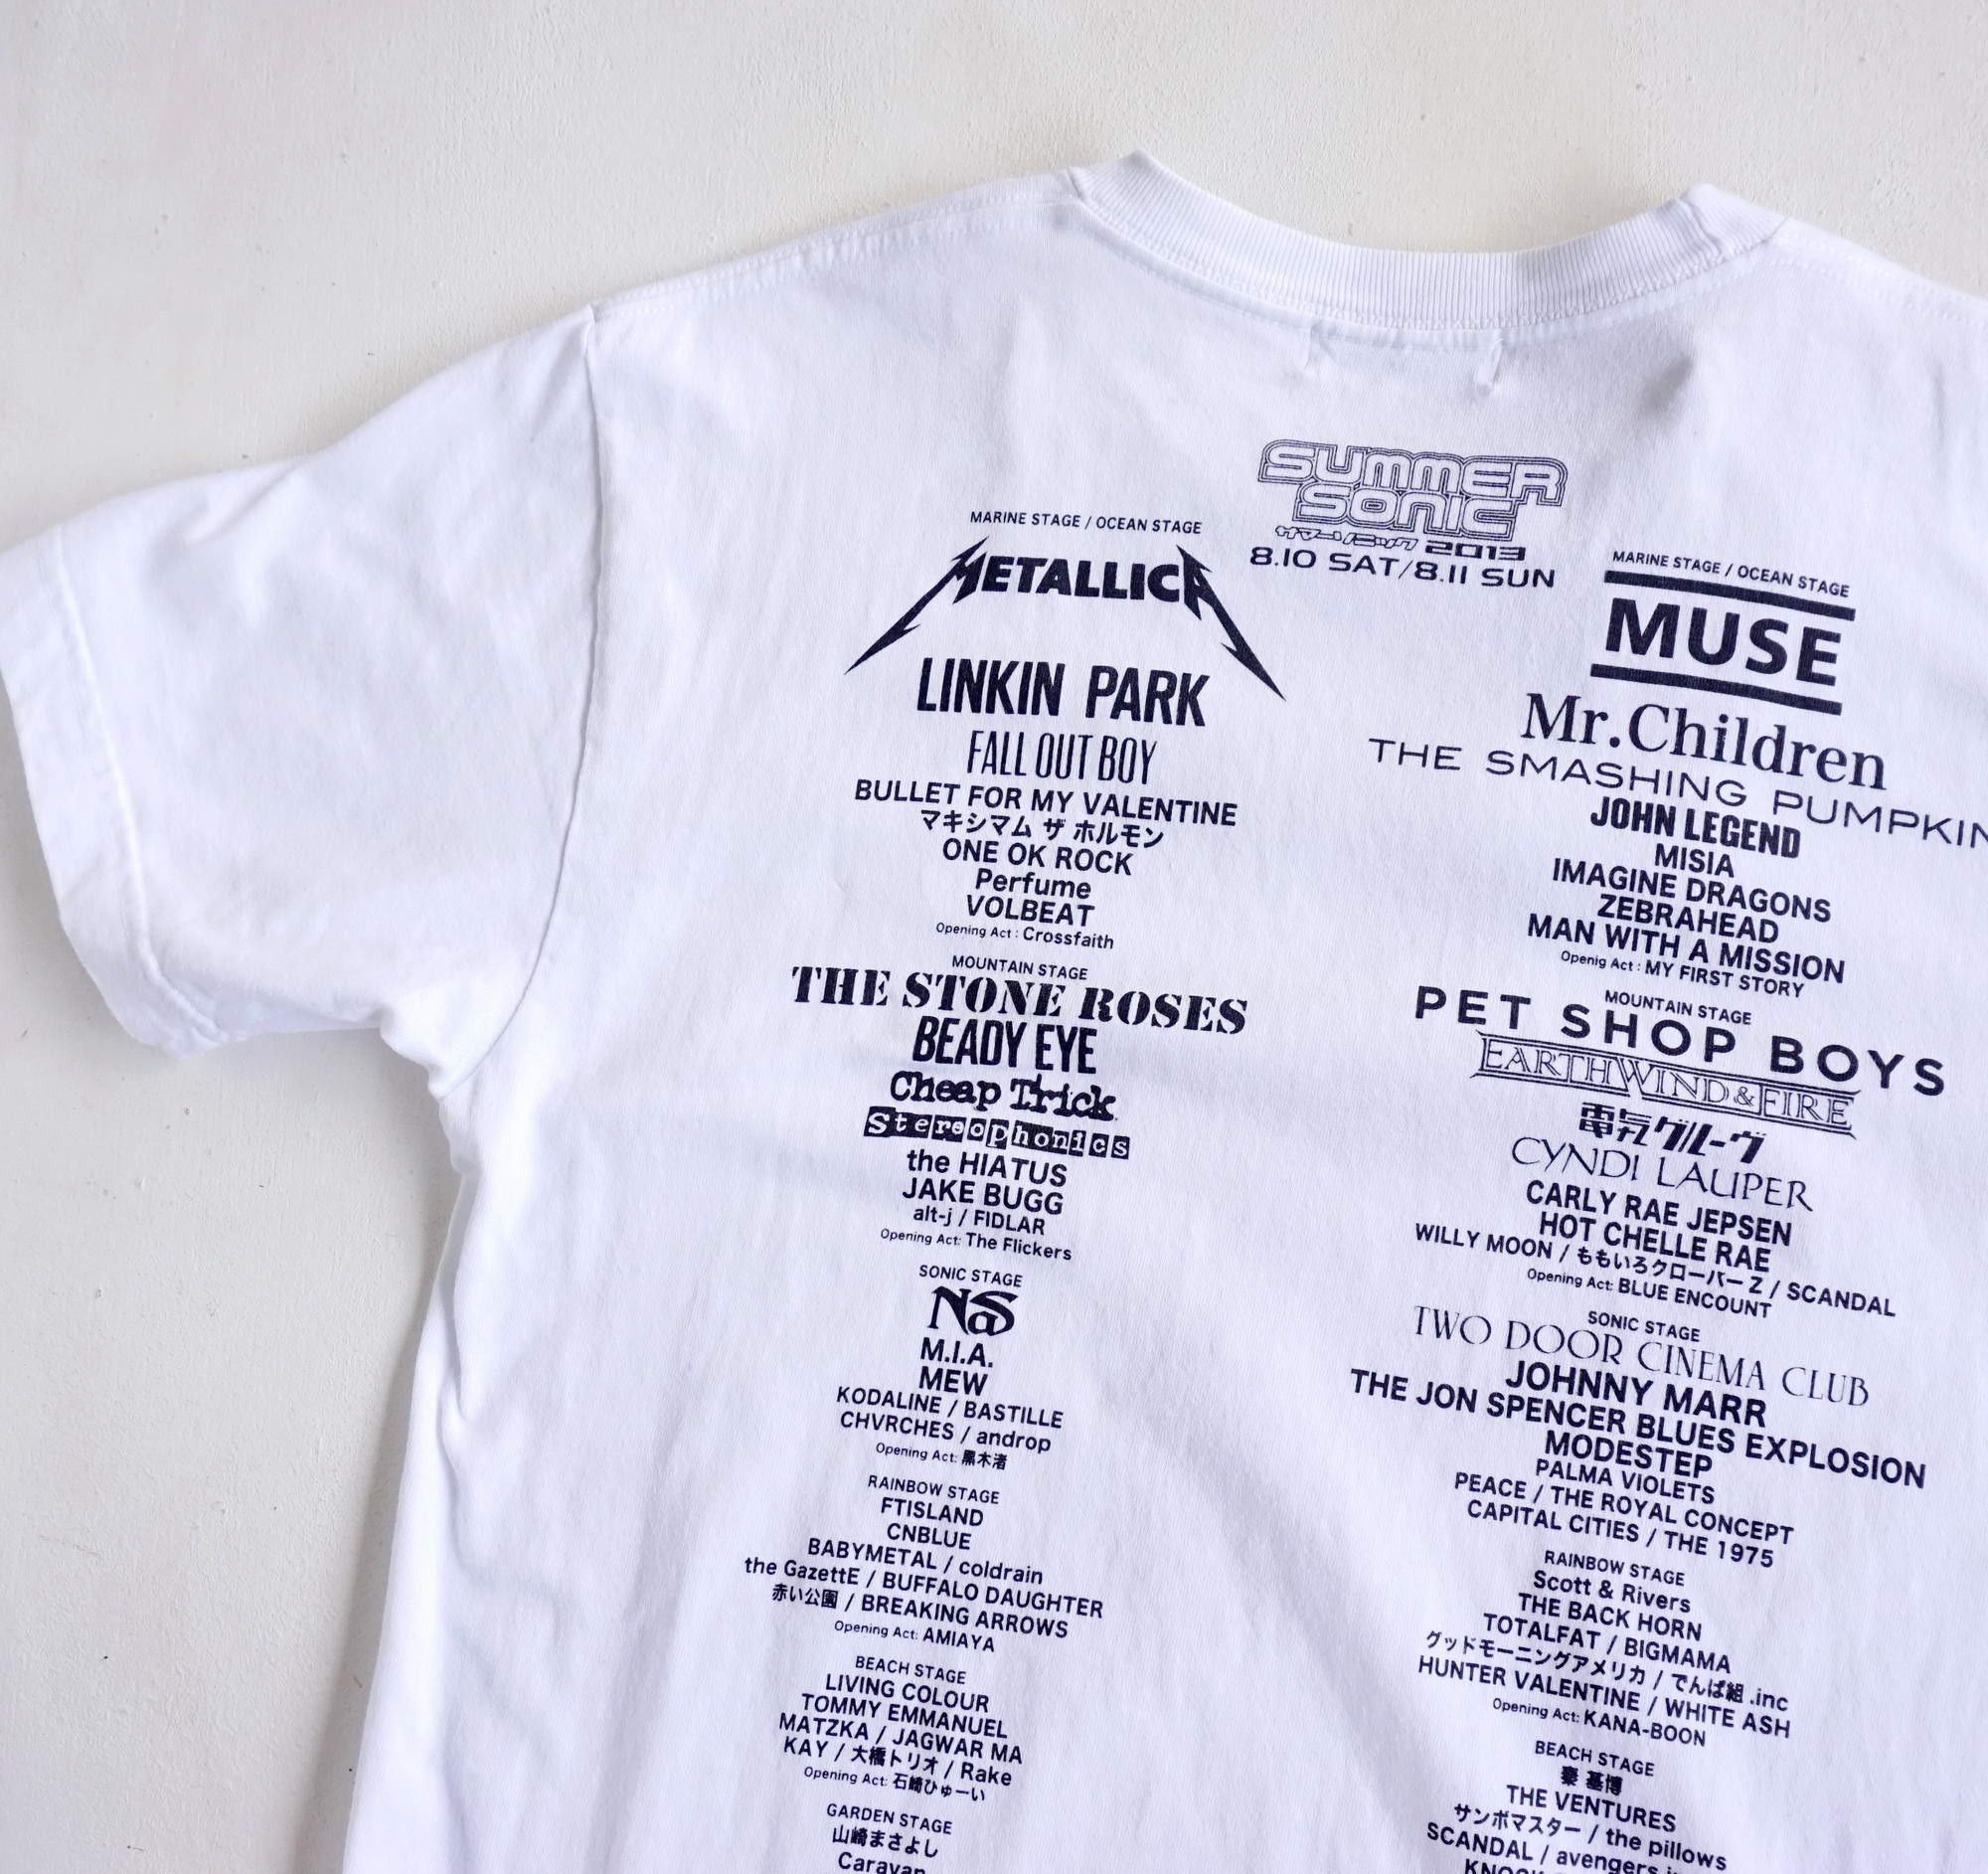 SUMMER
SONIC
サマーソニック 2013
8.10 SAT/8.11 SUN
MARINE STAGE / OCEAN STAGE
METALLICA
LINKIN PARK
FALL OUT BOY
BULLET FOR MY VALENTINE
マキシマム ザ ホルモン
ONE OK ROCK
Perfume
VOLBEAT
Opening Act : Crossfaith
MOUNTAIN STAGE
THE STONE ROSES
BEADY EYE
Cheap Trick
Stereophonics
the HIATUS
JAKE BUGG
alt-j / FIDLAR
Opening Act: The Flickers
SONIC STAGE
NaS
M.I.A.
MEW
KODALINE / BASTILLE
CHVRCHES / androp
Opening Act: 黒木渚
RAINBOW STAGE
FTISLAND
CNBLUE
BABYMETAL / coldrain
the GazettE / BUFFALO DAUGHTER
赤い公園 / BREAKING ARROWS
Opening Act: AMIAYA
BEACH STAGE
LIVING COLOUR
TOMMY EMMANUEL
MATZKA / JAGWAR MA
KAY / 大橋トリオ / Rake
Opening Act: 石崎ひゅーい
GARDEN STAGE
山崎まさよし
Caravan
MARINE STAGE / OCEAN STAGE
MUSE
Mr.Children
THE SMASHING PUMPKIN
JOHN LEGEND
MISIA
IMAGINE DRAGONS
ZEBRAHEAD
MAN WITH A MISSION
Openig Act : MY FIRST STORY
MOUNTAIN STAGE
PET SHOP BOYS
EARTH WIND & FIRE
電気グルーヴ
CYNDI LAUPER
CARLY RAE JEPSEN
HOT CHELLE RAE
WILLY MOON / ももいろクローバー Z / SCANDAL
Opening Act: BLUE ENCOUNT
SONIC STAGE
TWO DOOR CINEMA CLUB
JOHNNY MARR
THE JON SPENCER BLUES EXPLOSION
MODESTEP
PALMA VIOLETS
PEACE / THE ROYAL CONCEPT
CAPITAL CITIES / THE 1975
RAINBOW STAGE
Scott & Rivers
THE BACK HORN
TOTALFAT / BIGMAMA
グッドモーニングアメリカ / でんぱ組 .inc
HUNTER VALENTINE / WHITE ASH
Opening Act: KANA-BOON
BEACH STAGE
秦 基博
THE VENTURES
サンボマスター / the pillows
SCANDAL / avengers